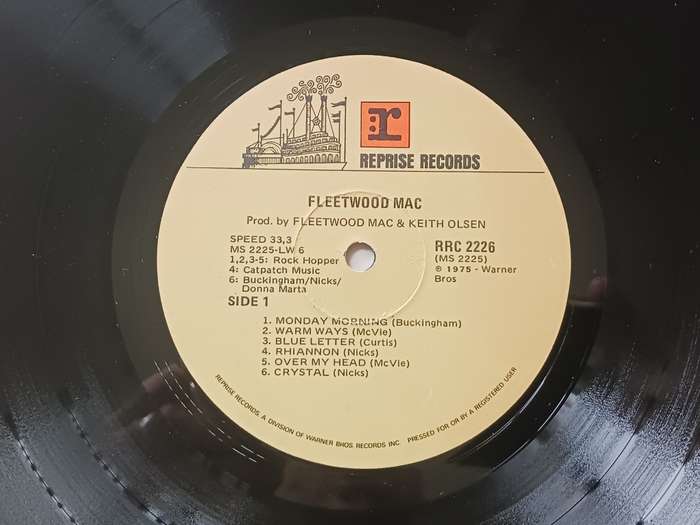 r
REPRISE RECORDS
FLEETWOOD MAC
Prod. by FLEETWOOD MAC & KEITH OLSEN
SPEED 33,3
MS 2225-LW 6
1,2,3-5: Rock Hopper
4: Catpatch Music
6: Buckingham/Nicks/
Donna Marta
SIDE 1
RRC 2226
(MS 2225)
℗ 1975 - Warner
Bros
1. MONDAY MORNING (Buckingham)
2. WARM WAYS (McVie)
3. BLUE LETTER (Curtis)
4. RHIANNON (Nicks)
5. OVER MY HEAD (McVie)
6. CRYSTAL (Nicks)
REPRISE RECORDS, A DIVISION OF WARNER BROS. RECORDS INC. PRESSED FOR OR BY A REGISTERED USER